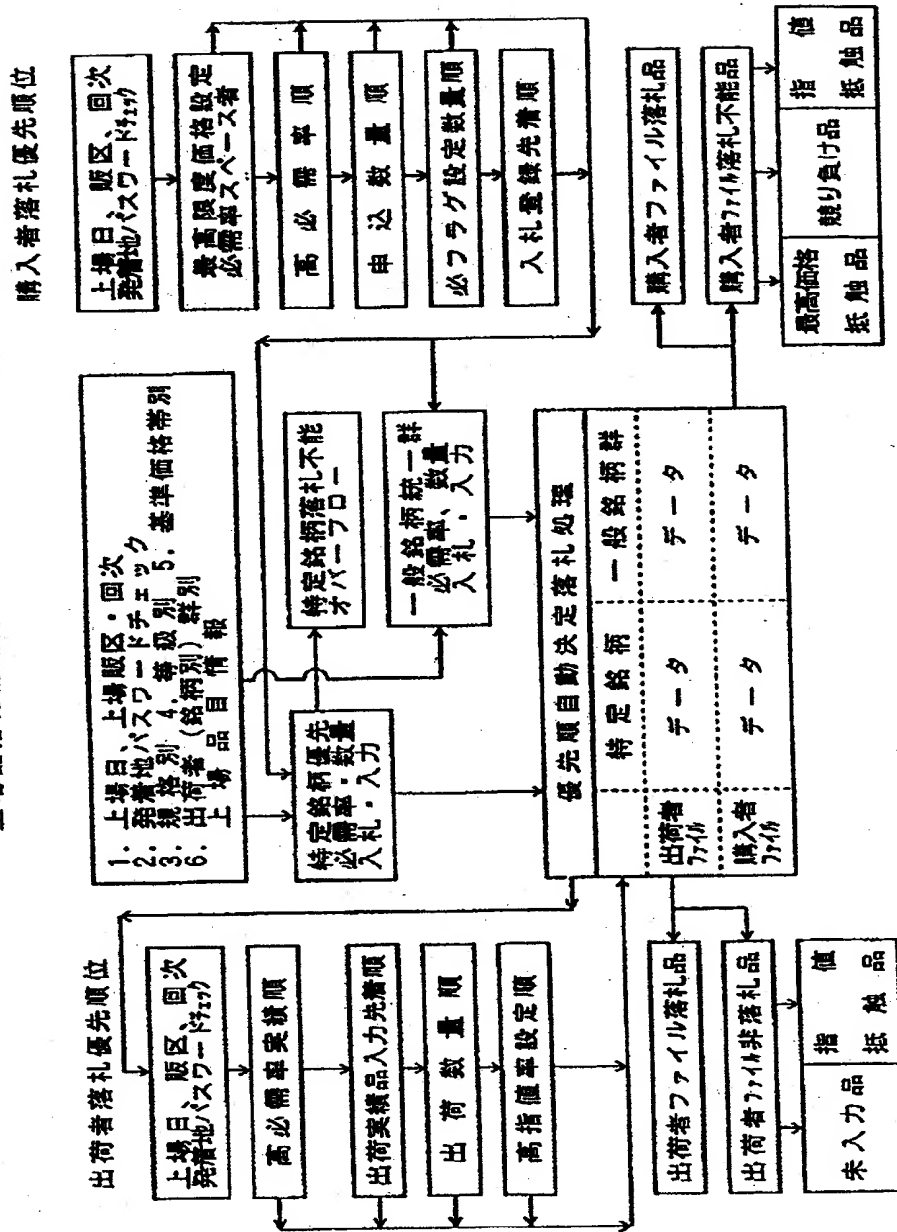 出荷者落札優先順位
上場日、販区、回次
発着地パスワードチェック
高必需率実績順
出荷実績品入力先着順
出荷数量順
高指値率設定順
出荷者ファイル落札品
出荷者ファイル非落札品
未入力品
指値
抵触品
1. 上場日、上場販区・回次
2. 発着地パスワードチェック
3. 規格別 4. 等級別 5. 基準価格帯別
6. 出荷者(銘柄別)群別
上場品目情報
特定銘柄優先
必需率・数量
入札・入力
特定銘柄落札不能
オバーフロー
一般銘柄統一群
必需率、数量
入札・入力
優先順自動決定落札処理
特定銘柄
一般銘柄群
出荷者
ファイル
データ
データ
購入者
ファイル
データ
データ
購入者落札優先順位
上場日、販区、回次
発着地パスワードチェック
最高限度価格設定
必需率スペース者
高必需率順
申込数量順
必フラグ設定数量順
入札登録先着順
購入者ファイル落札品
購入者ファイル落札不能品
最高価格
抵触品
競り負け品
指値
抵触品